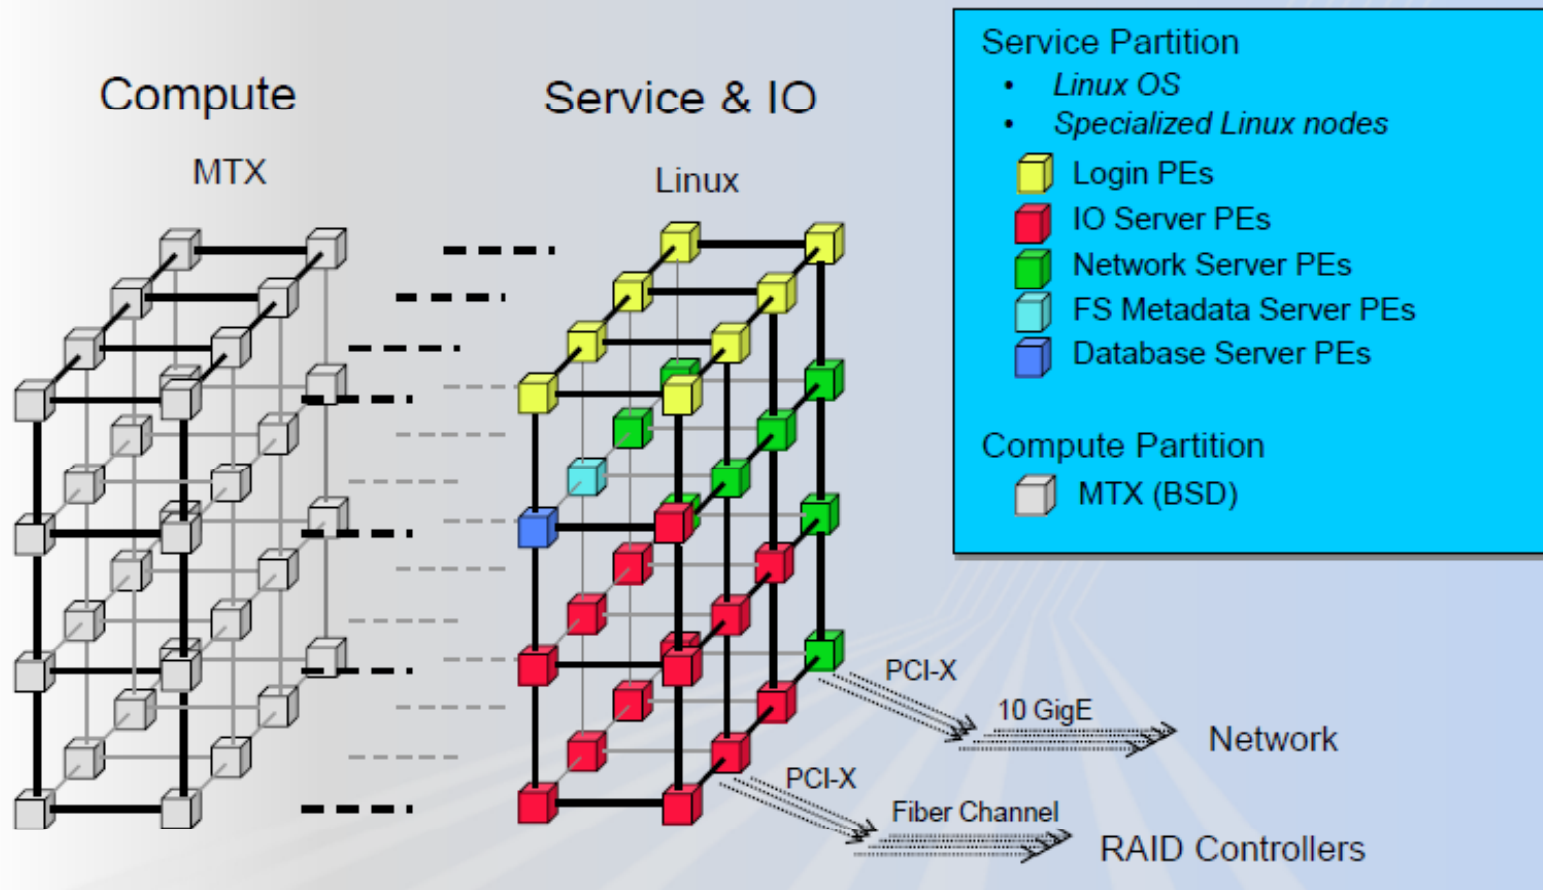 Compute
MTX
Service & IO
Linux
Service Partition
• Linux OS
• Specialized Linux nodes
Login PEs
IO Server PEs
Network Server PEs
FS Metadata Server PEs
Database Server PEs
Compute Partition
MTX (BSD)
PCI-X
10 GigE
Network
PCI-X
Fiber Channel
RAID Controllers